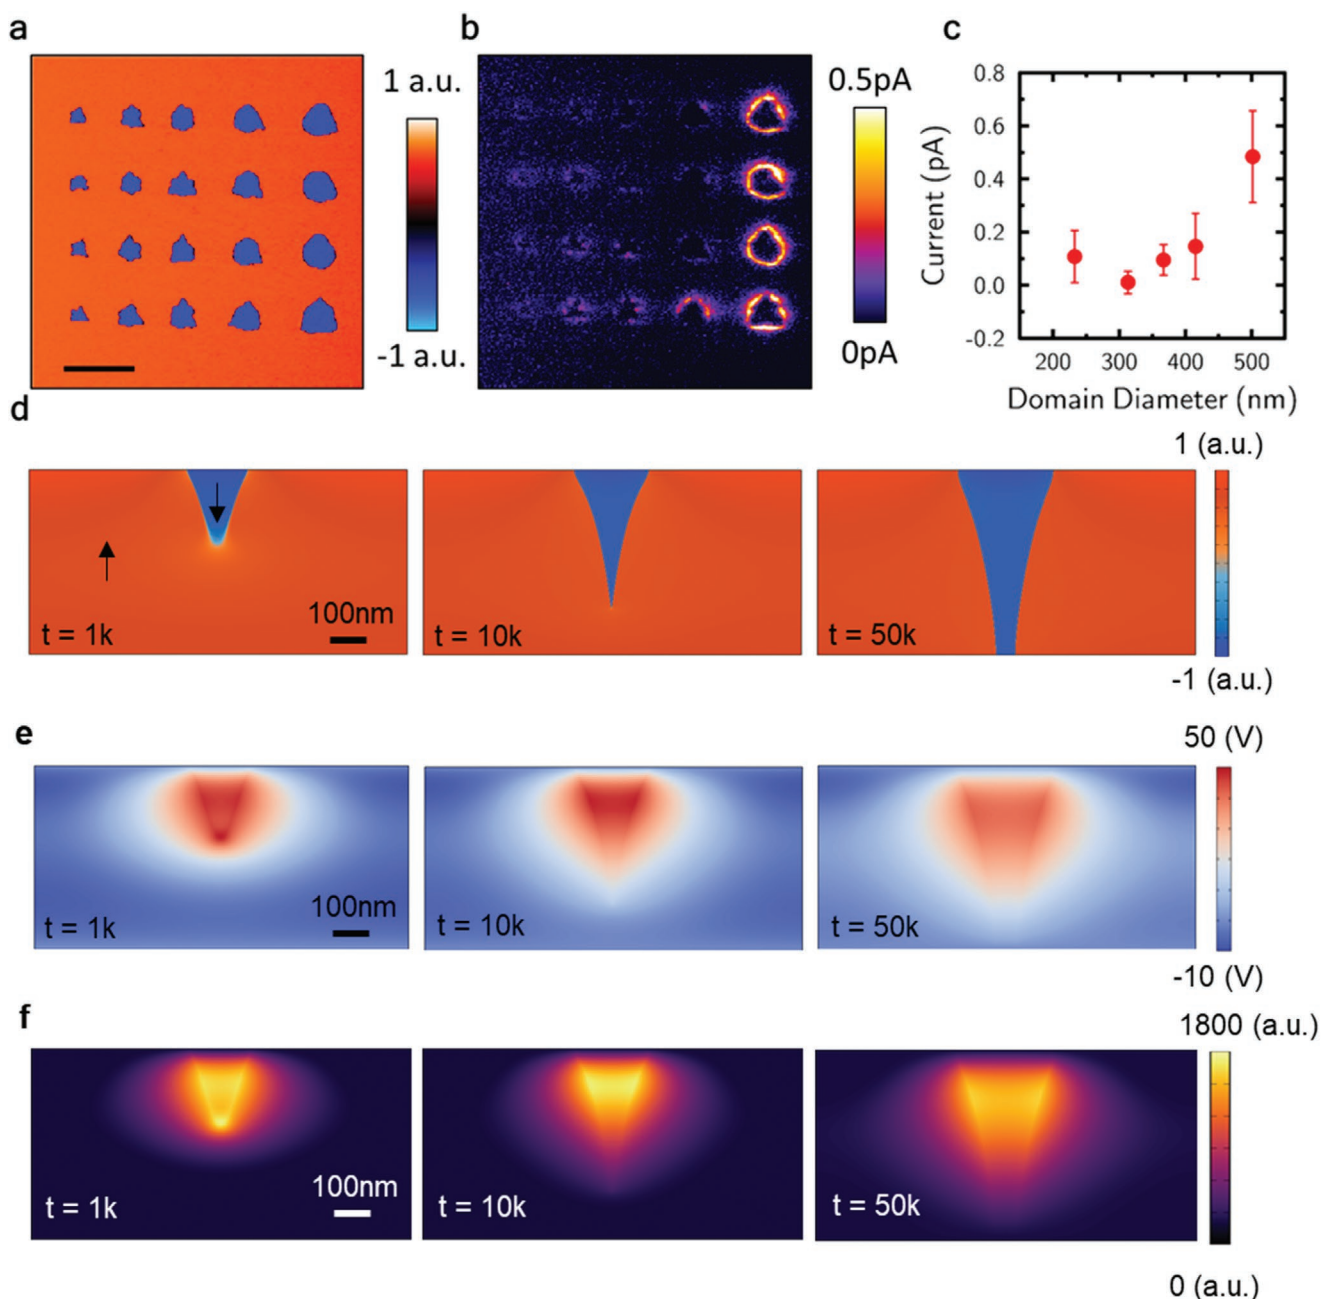 a
b
c
1 a.u.
-1 a.u.
0.5pA
0pA
0.8
0.6
0.4
0.2
0.0
-0.2
Current (pA)
200 300 400 500
Domain Diameter (nm)
d
1 (a.u.)
100nm
t = 1k
t = 10k
t = 50k
-1 (a.u.)
e
50 (V)
100nm
t = 1k
t = 10k
t = 50k
-10 (V)
f
1800 (a.u.)
100nm
t = 1k
t = 10k
t = 50k
0 (a.u.)